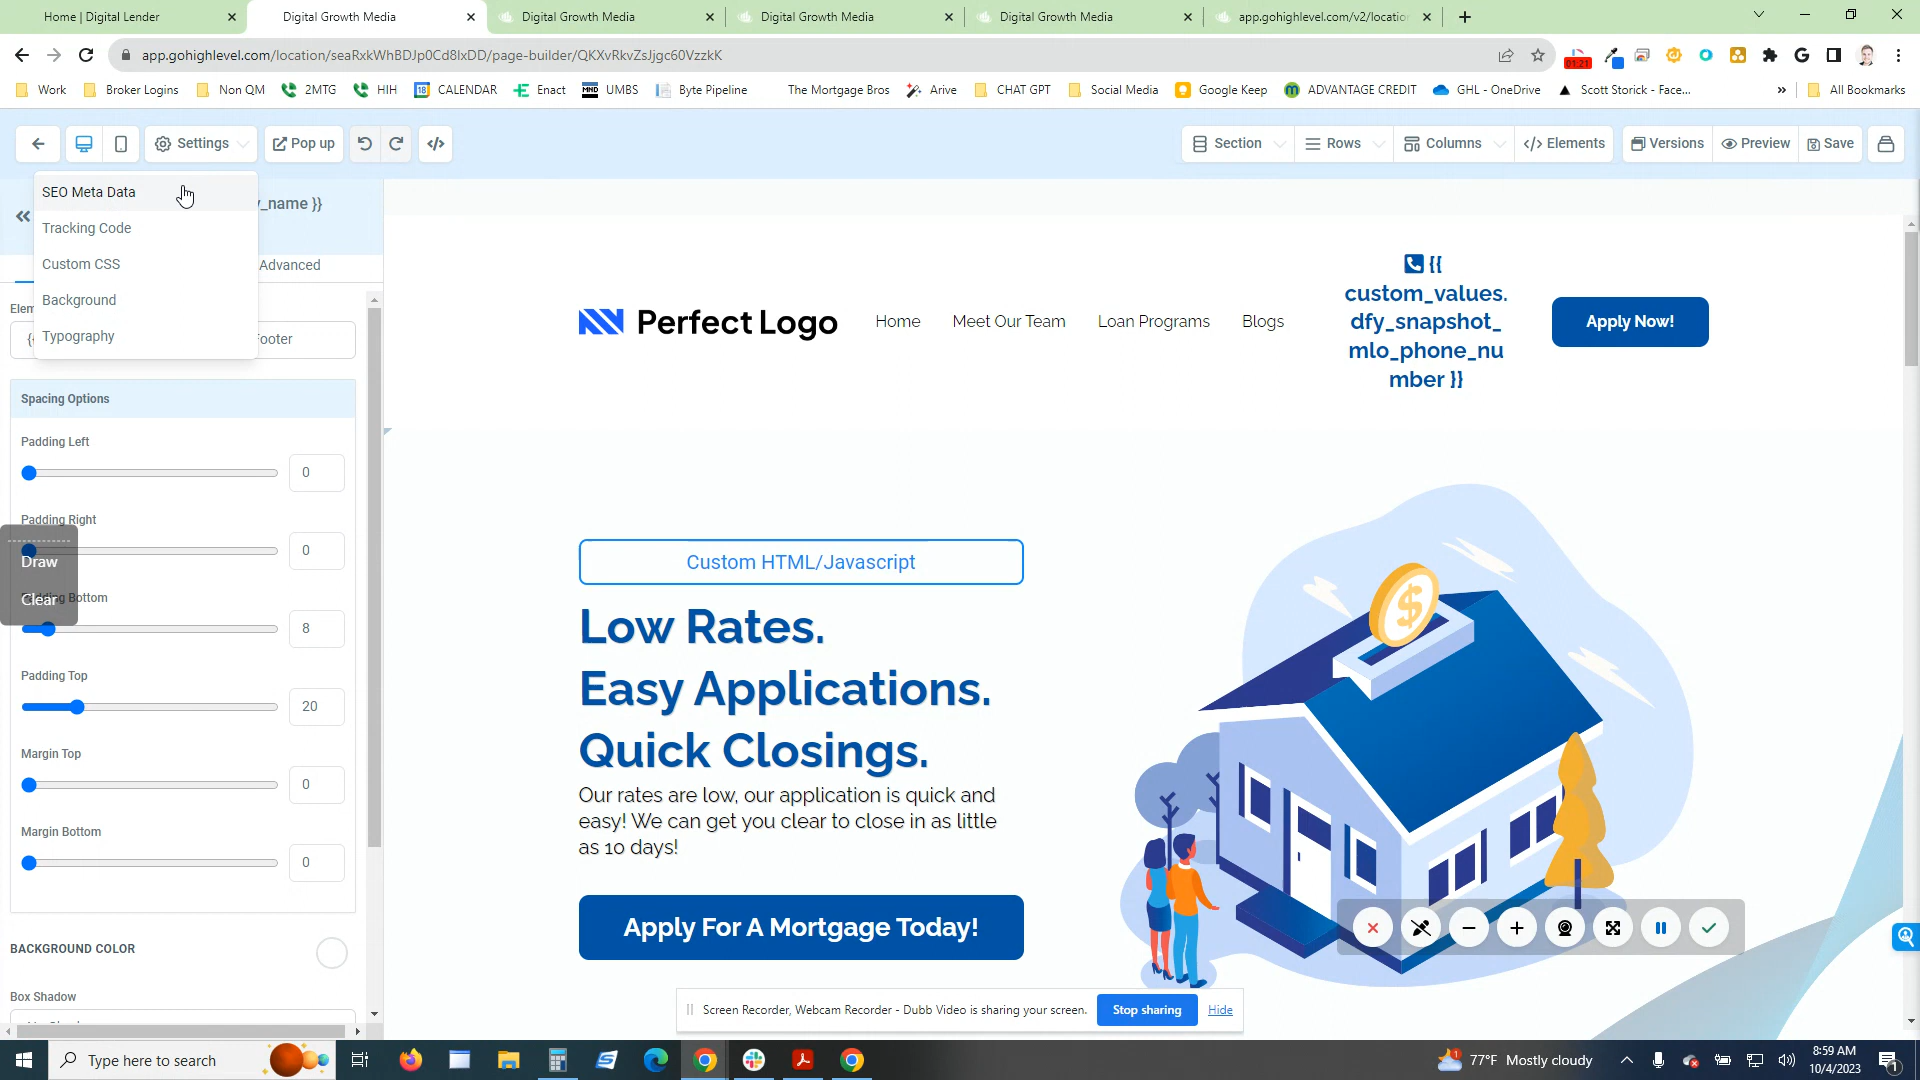 Home | Digital Lender
Digital Growth Media
Digital Growth Media
Digital Growth Media
Digital Growth Media
app.gohighlevel.com/v2/locatio
app.gohighlevel.com/location/seaRxkWhBDJp0Cd8lxDD/page-builder/QKXvRkvZsJjgc60VzzkK
01:21
Work
Broker Logins
Non QM
2MTG
HIH
CALENDAR
Enact
UMBS
Byte Pipeline
The Mortgage Bros
Arive
CHAT GPT
Social Media
Google Keep
ADVANTAGE CREDIT
GHL - OneDrive
Scott Storick - Face...
All Bookmarks
Settings
Pop up
Section
Rows
Columns
Elements
Versions
Preview
Save
SEO Meta Data
Tracking Code
Custom CSS
Background
Typography
y_name }}
Advanced
Elem
Footer
Spacing Options
Padding Left
0
Padding Right
0
Draw
Clear
Padding Bottom
8
Padding Top
20
Margin Top
0
Margin Bottom
0
BACKGROUND COLOR
Box Shadow
Perfect Logo
Home
Meet Our Team
Loan Programs
Blogs
{{
custom_values.
dfy_snapshot_
mlo_phone_nu
mber }}
Apply Now!
Custom HTML/Javascript
Low Rates.
Easy Applications.
Quick Closings.
Our rates are low, our application is quick and
easy! We can get you clear to close in as little
as 10 days!
Apply For A Mortgage Today!
Screen Recorder, Webcam Recorder - Dubb Video is sharing your screen.
Stop sharing
Hide
Type here to search
77°F Mostly cloudy
8:59 AM
10/4/2023